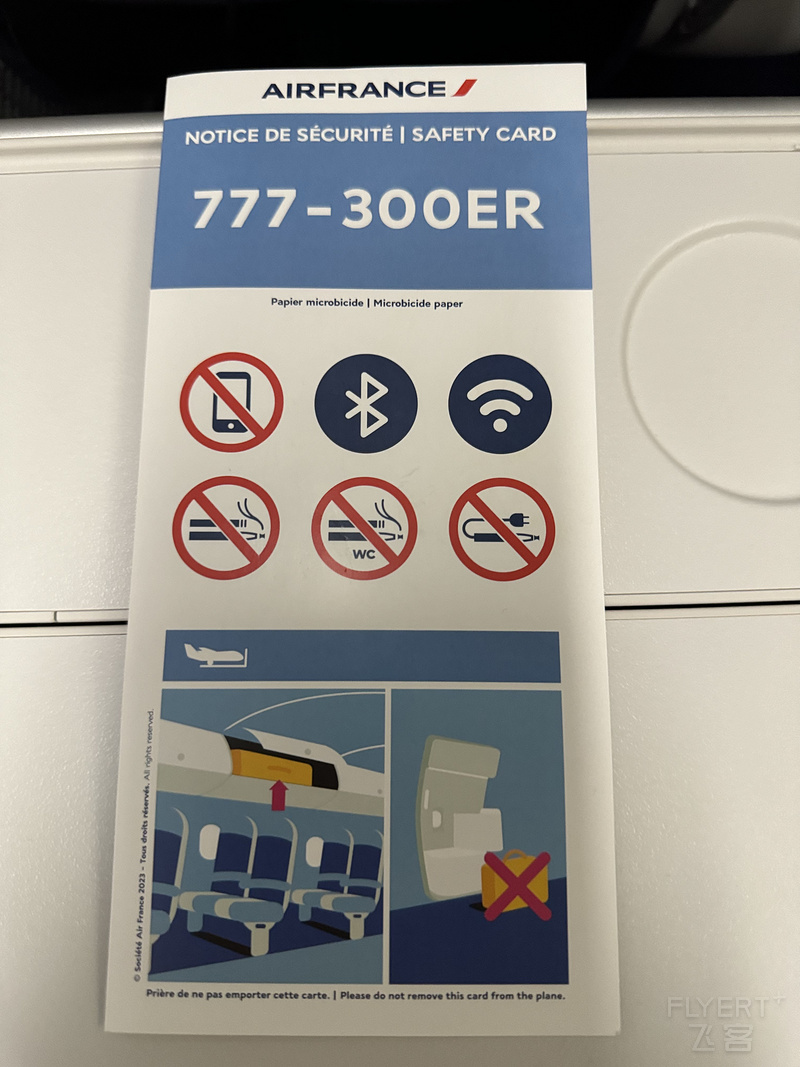 AIRFRANCE
NOTICE DE SÉCURITÉ | SAFETY CARD
777-300ER
Papier microbicide | Microbicide paper
WC
© Société Air France 2023 - Tous droits réservés. All rights reserved.
Prière de ne pas emporter cette carte. | Please do not remove this card from the plane.
FLYERT+
飞客